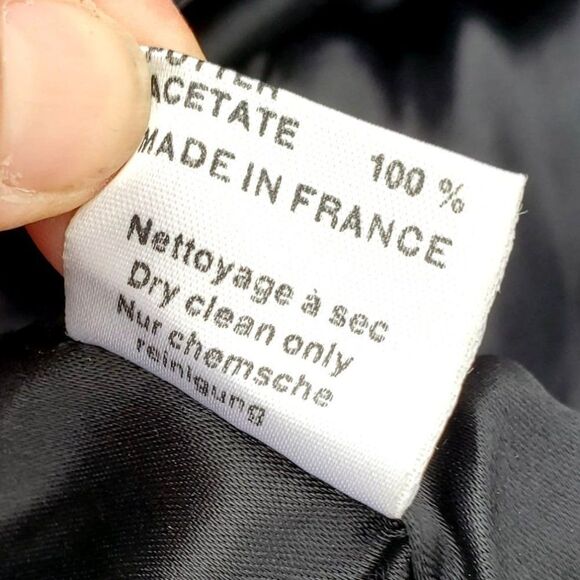 ACETATE 100 %
MADE IN FRANCE
Nettoyage à sec
Dry clean only
Nur chemsche
reinigung